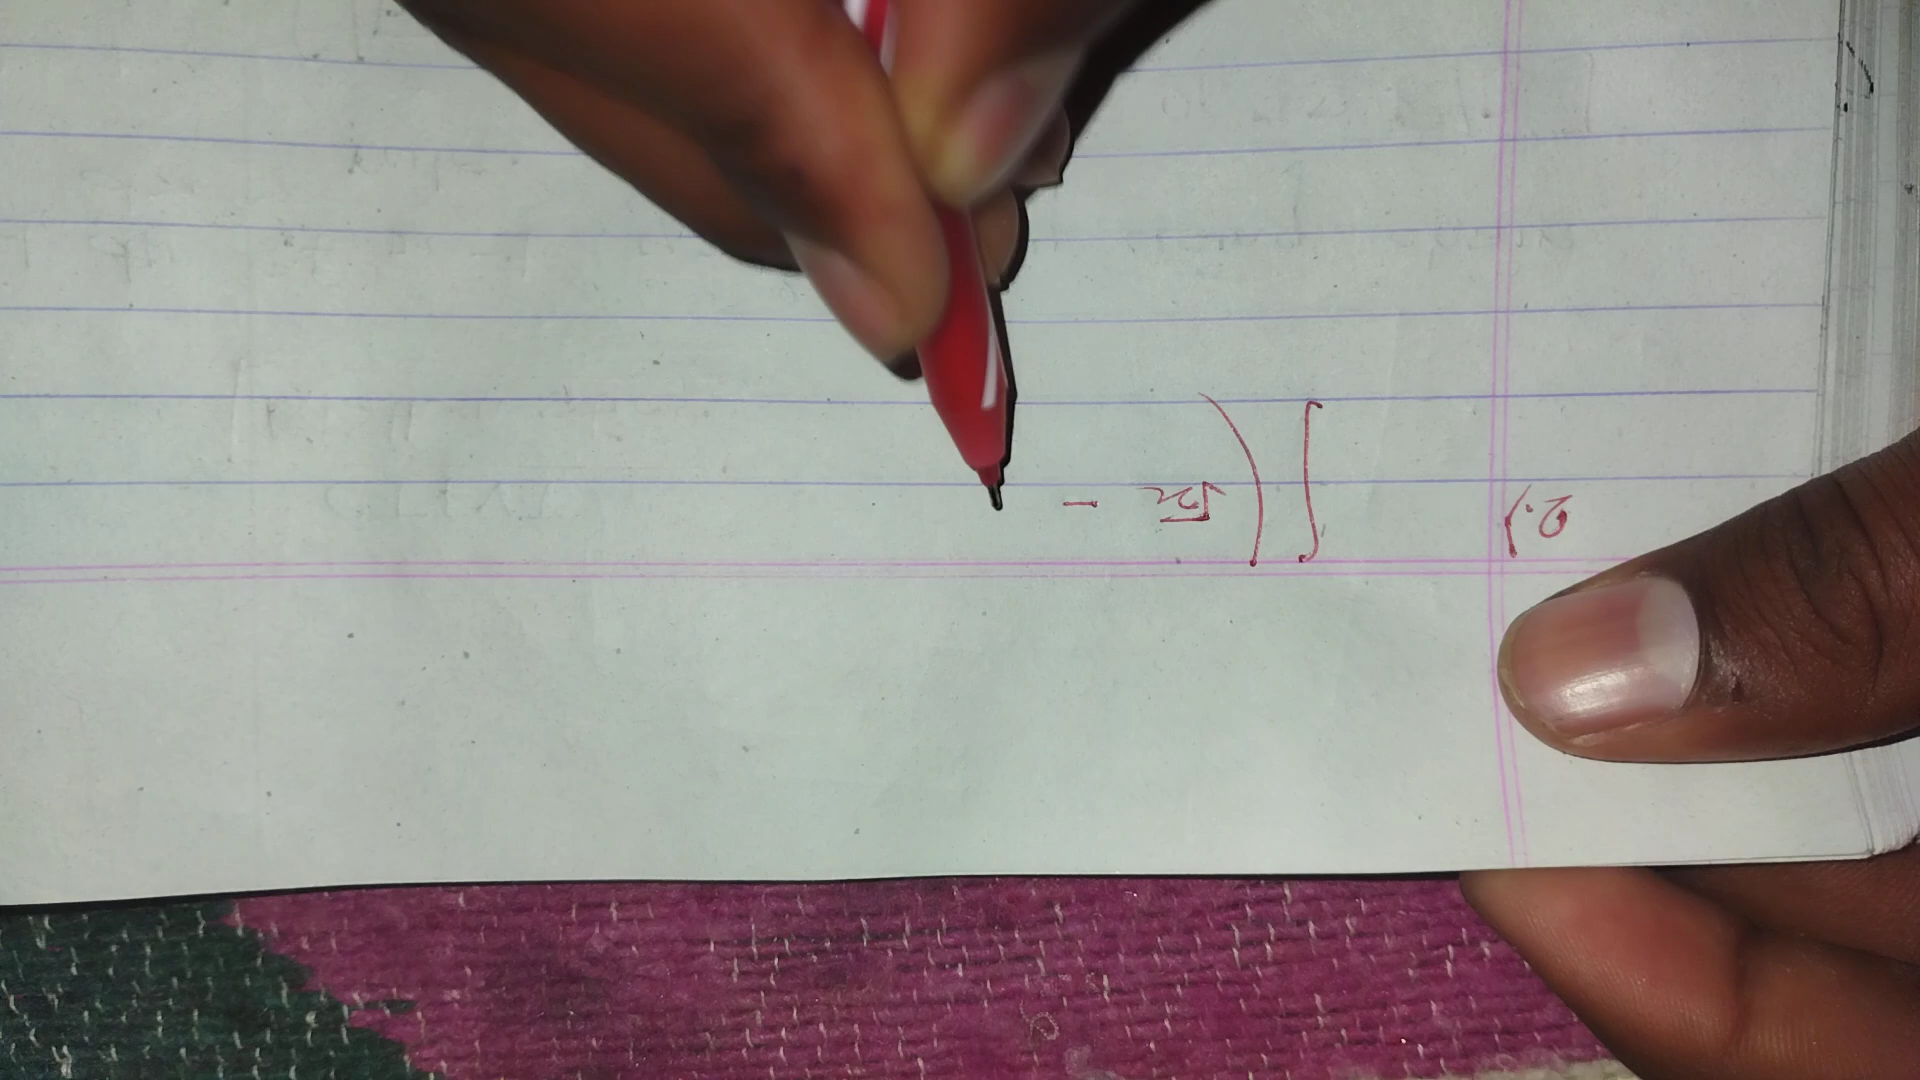 2.) ∫ ( √x −